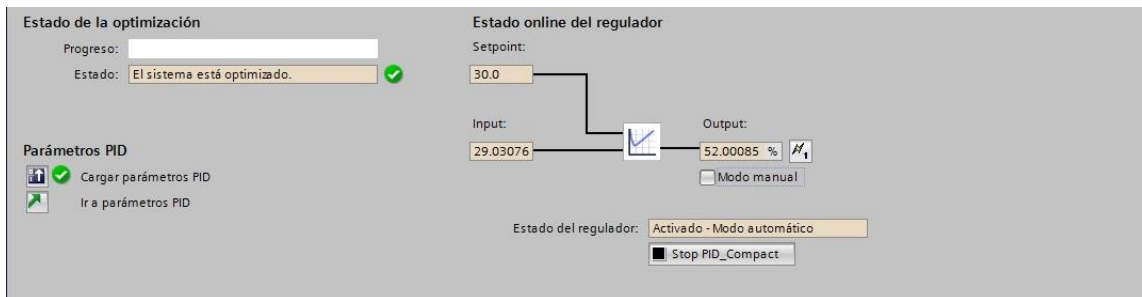 Estado de la optimización
Progreso:
Estado: El sistema está optimizado.
Parámetros PID
Cargar parámetros PID
Ir a parámetros PID
Estado online del regulador
Setpoint:
30.0
Input:
29.03076
Output:
52.00085 %
Modo manual
Estado del regulador: Activado - Modo automático
Stop PID_Compact